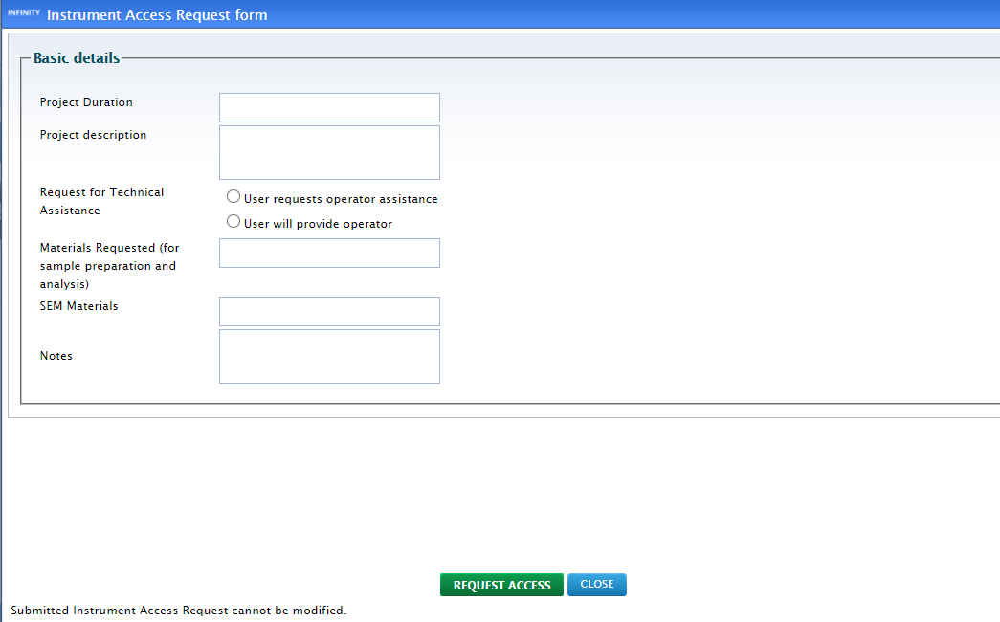 INFINITY Instrument Access Request form
Basic details
Project Duration
Project description
Request for Technical
Assistance
User requests operator assistance
User will provide operator
Materials Requested (for
sample preparation and
analysis)
SEM Materials
Notes
REQUEST ACCESS CLOSE
Submitted Instrument Access Request cannot be modified.